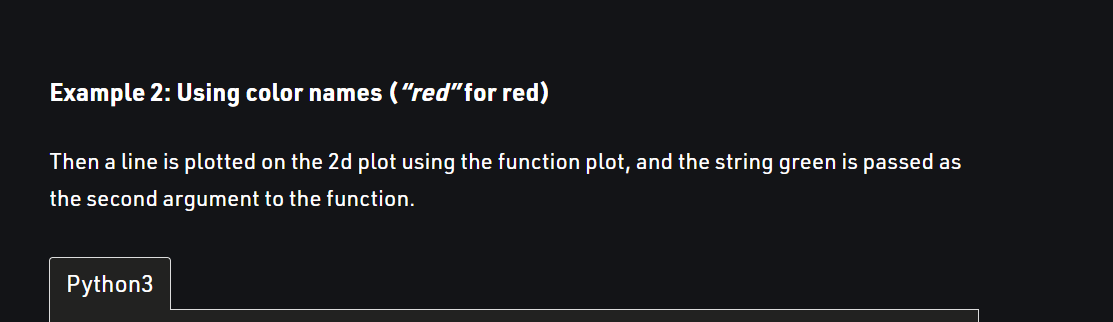 Example 2: Using color names (“red”for red)
Then a line is plotted on the 2d plot using the function plot, and the string green is passed as
the second argument to the function.
Python3